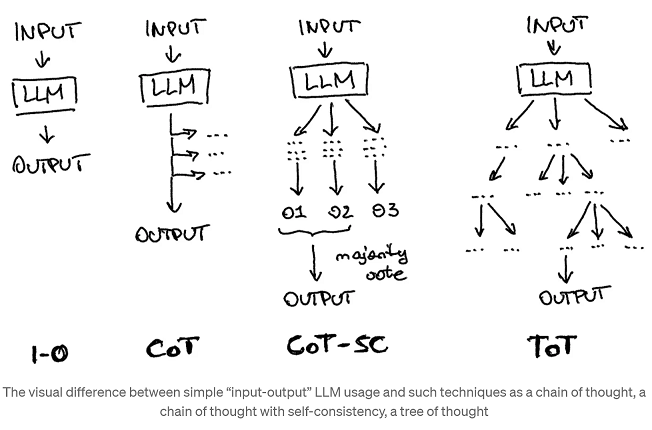 INPUT
LLM
OUTPUT
I-O
INPUT
LLM
...
...
...
OUTPUT
CoT
INPUT
LLM
O1 O2 O3
majority
vote
OUTPUT
CoT-SC
INPUT
LLM
OUTPUT
ToT
The visual difference between simple “input-output” LLM usage and such techniques as a chain of thought, a
chain of thought with self-consistency, a tree of thought